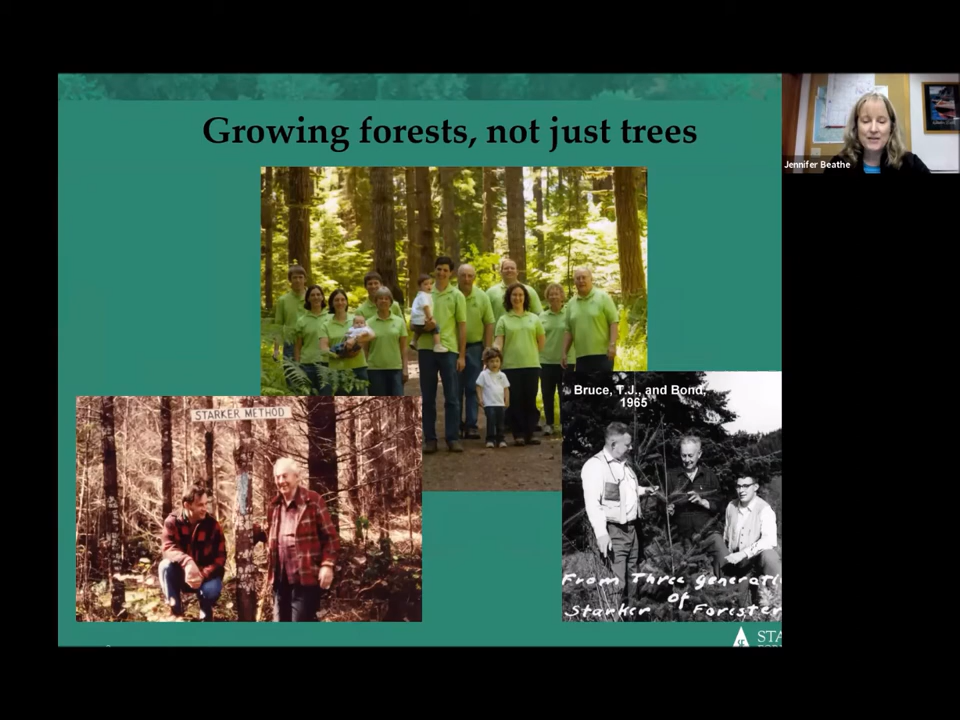 Growing forests, not just trees
Jennifer Beathe
STARKER METHOD
Bruce, T.J., and Bond,
1965
From Three generati
of
Starker Forester
STA